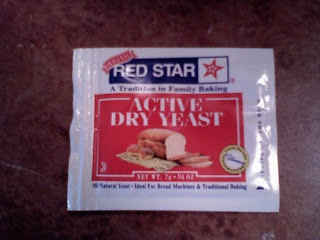 ORIGINAL
RED STAR
®
A Tradition in Family Baking
ACTIVE
DRY YEAST
NET WT. 7g • 1/4 OZ
All Natural Yeast • Ideal For Bread Machines & Traditional Baking